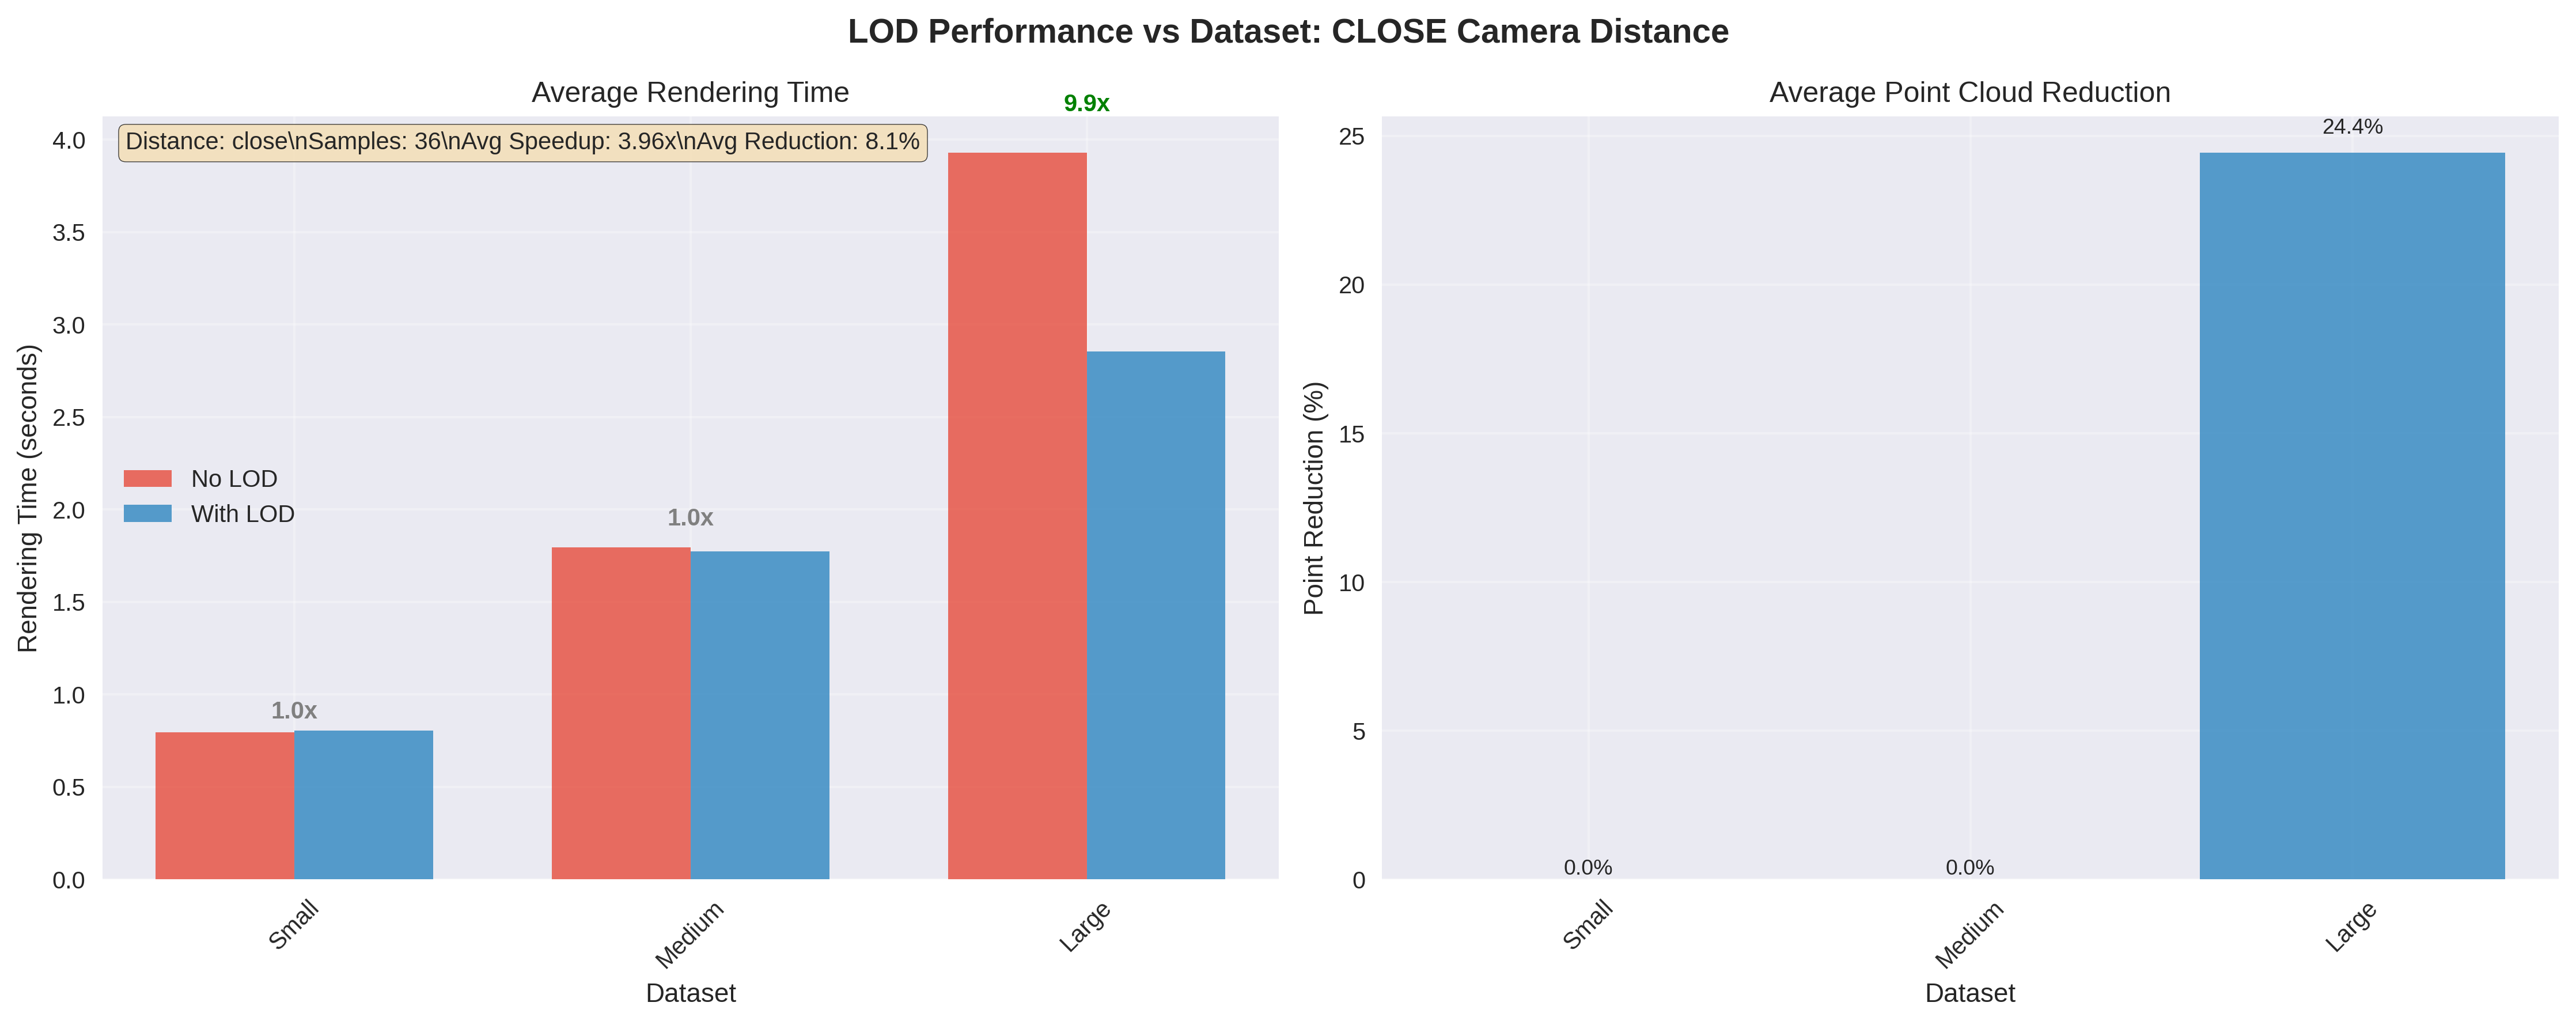 LOD Performance vs Dataset: CLOSE Camera Distance
Average Rendering Time
9.9x
Distance: close\nSamples: 36\nAvg Speedup: 3.96x\nAvg Reduction: 8.1%
4.0
3.5
3.0
2.5
2.0
1.5
1.0
0.5
0.0
Rendering Time (seconds)
No LOD
With LOD
1.0x
1.0x
Small
Medium
Large
Dataset
Average Point Cloud Reduction
24.4%
25
20
15
10
5
0
Point Reduction (%)
0.0%
0.0%
Small
Medium
Large
Dataset